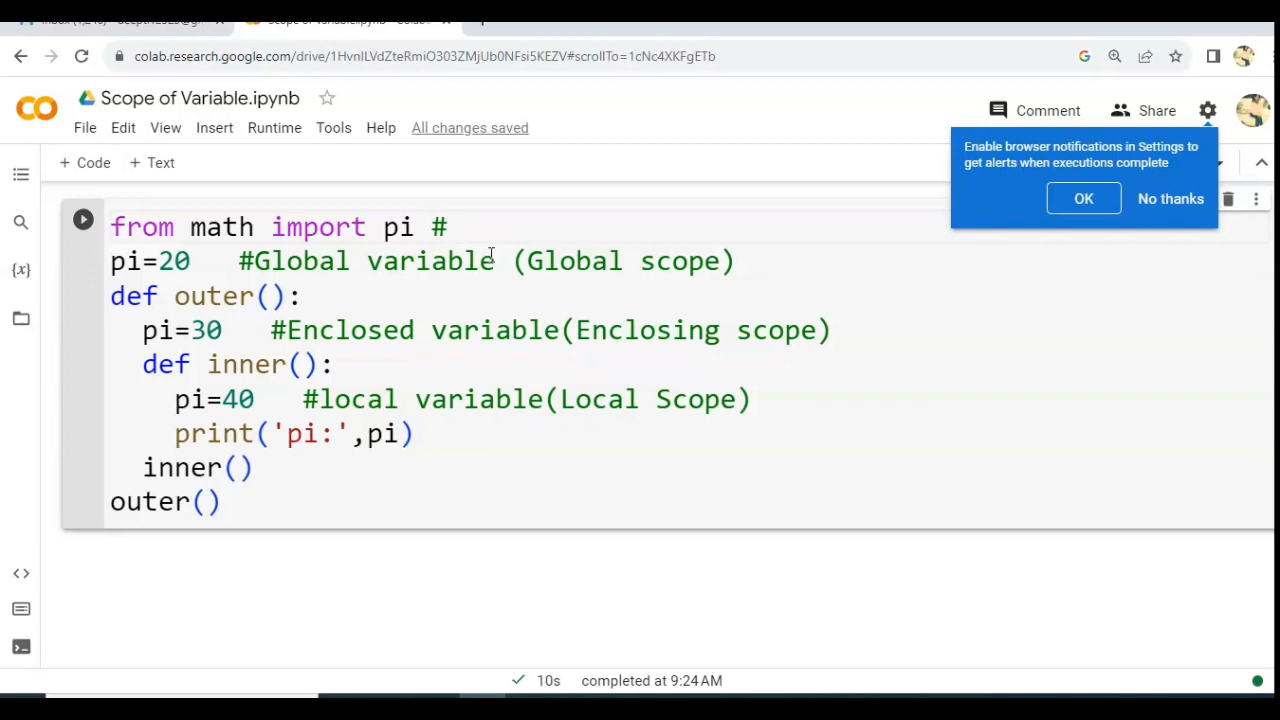 colab.research.google.com/drive/1HvnlLVdZteRmiO303ZMjUb0NFsi5KEZV#scrollTo=1cNc4XKFgETb
Scope of Variable.ipynb
Comment
Share
File Edit View Insert Runtime Tools Help All changes saved
Enable browser notifications in Settings to
get alerts when executions complete
OK
No thanks
+ Code + Text
from math import pi #
pi=20 #Global variable (Global scope)
def outer():
pi=30 #Enclosed variable(Enclosing scope)
def inner():
pi=40 #local variable(Local Scope)
print('pi:',pi)
inner()
outer()
{x}
10s completed at 9:24 AM